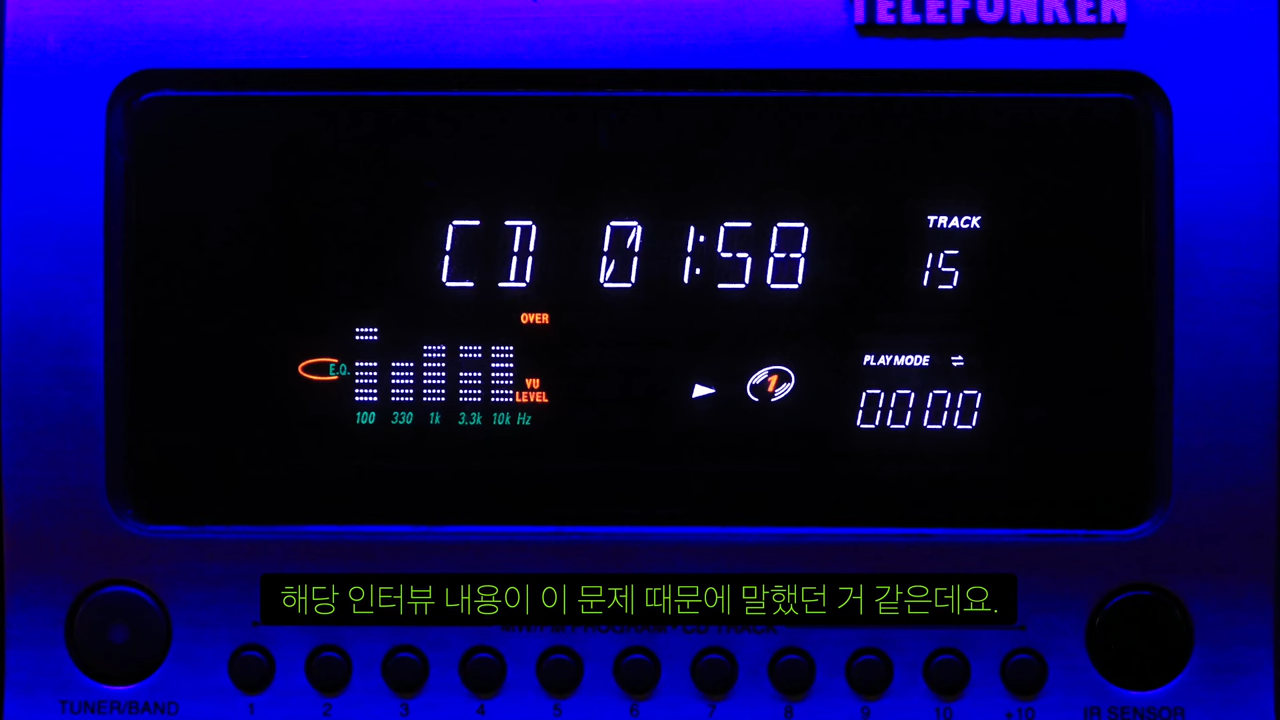 TELEFUNKEN
CD 01:58
TRACK
15
OVER
E.Q.
VU
LEVEL
100 330 1k 3.3k 10k Hz
1
PLAY MODE
0000
해당 인터뷰 내용이 이 문제 때문에 말했던 거 같은데요.
TUNER/BAND
1 2 3 4 5 6 7 8 9 10 +10
IR SENSOR